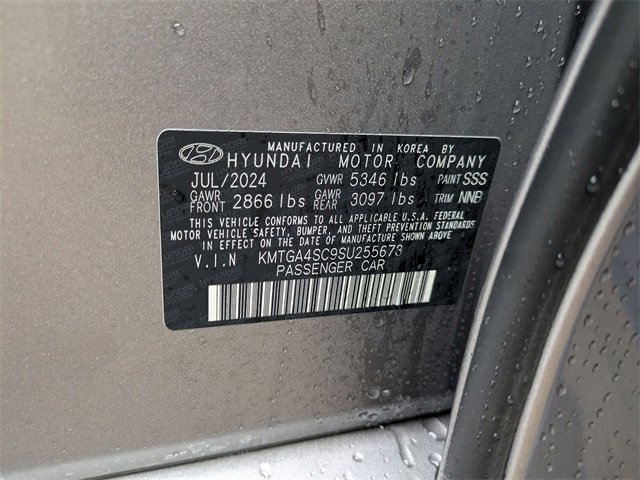 MANUFACTURED IN KOREA BY
HYUNDAI MOTOR COMPANY
JUL/2024 GVWR 5346 lbs PAINT SSS
GAWR FRONT 2866 lbs GAWR REAR 3097 lbs TRIM NNB
THIS VEHICLE CONFORMS TO ALL APPLICABLE U.S. FEDERAL
MOTOR VEHICLE SAFETY, BUMPER, AND THEFT PREVENTION STANDARDS
IN EFFECT ON THE DATE OF MANUFACTURE SHOWN ABOVE
V.I.N KMTGA4SC9SU255673
PASSENGER CAR